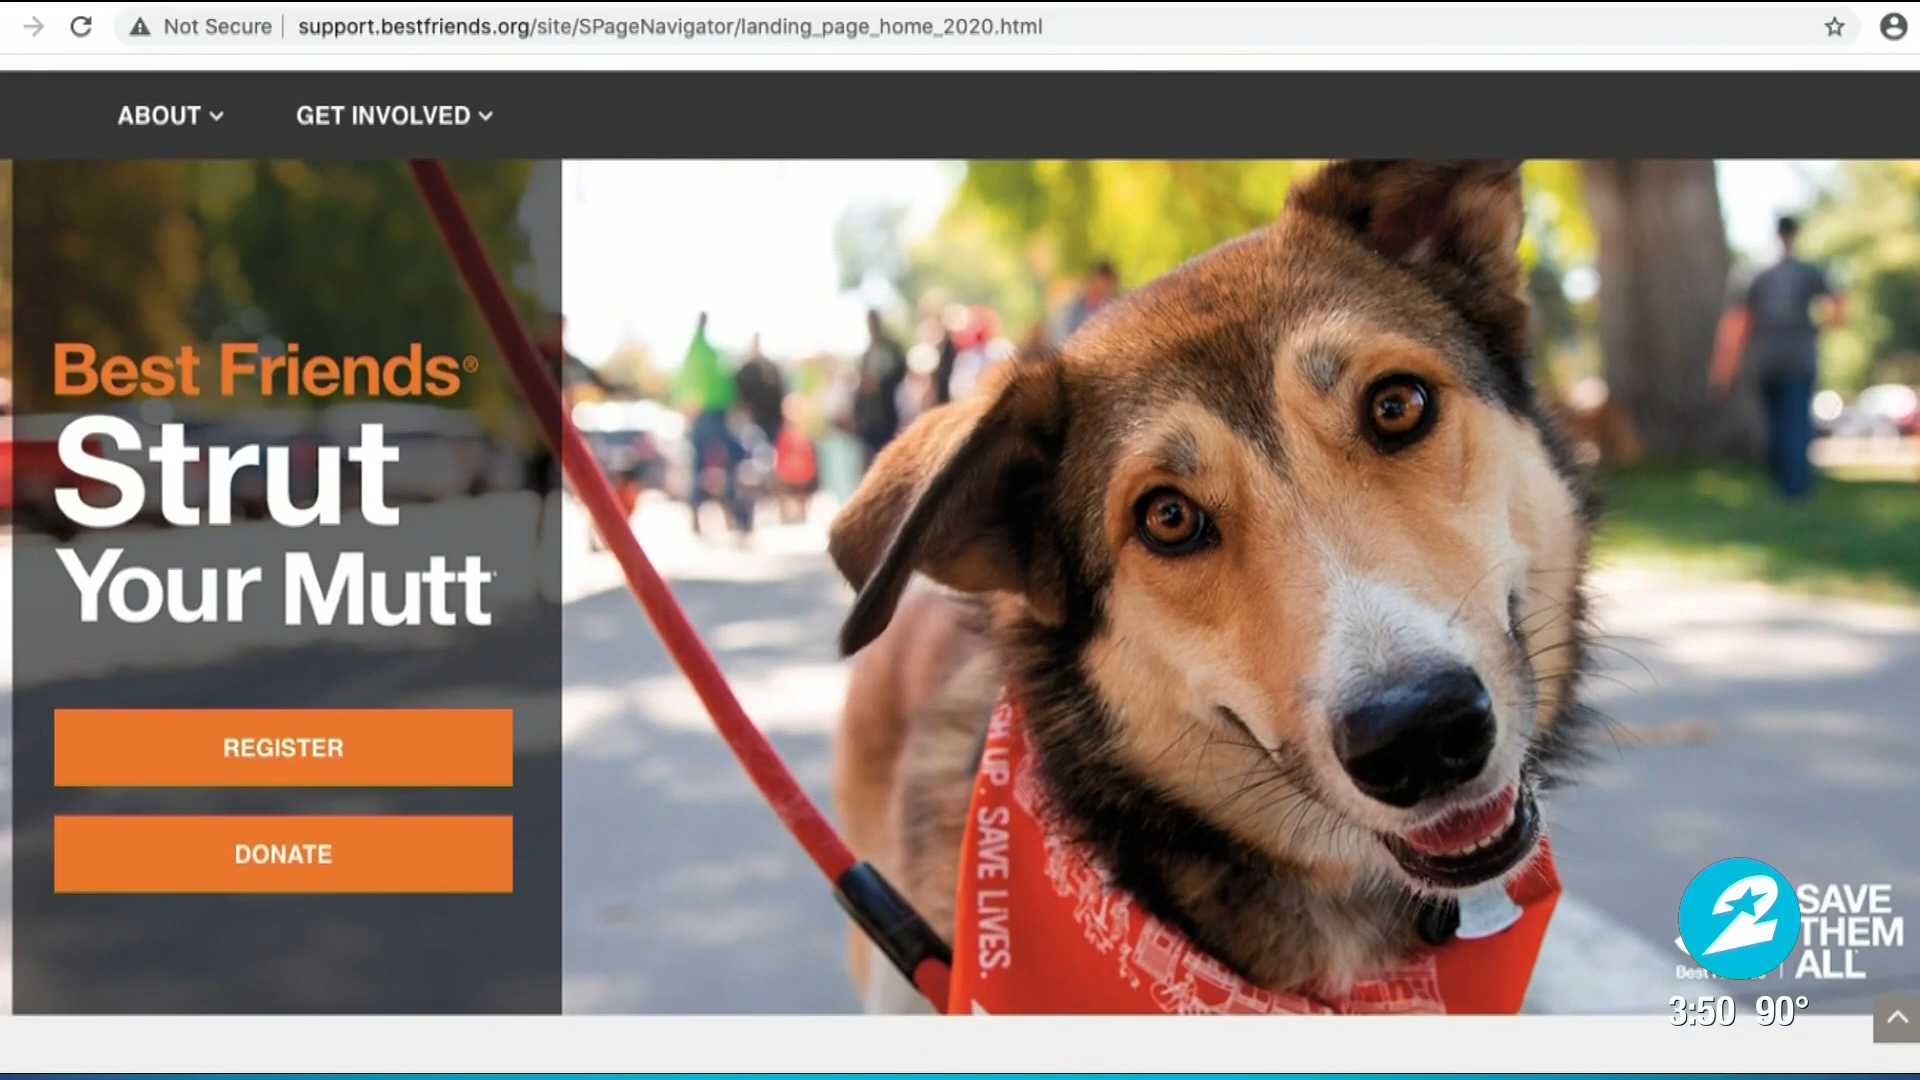 Not Secure | support.bestfriends.org/site/SPageNavigator/landing_page_home_2020.html
ABOUT GET INVOLVED
Best Friends®
Strut
Your Mutt
REGISTER
DONATE
SAVE LIVES.
2 SAVE
THEM
ALL
3:50 90°